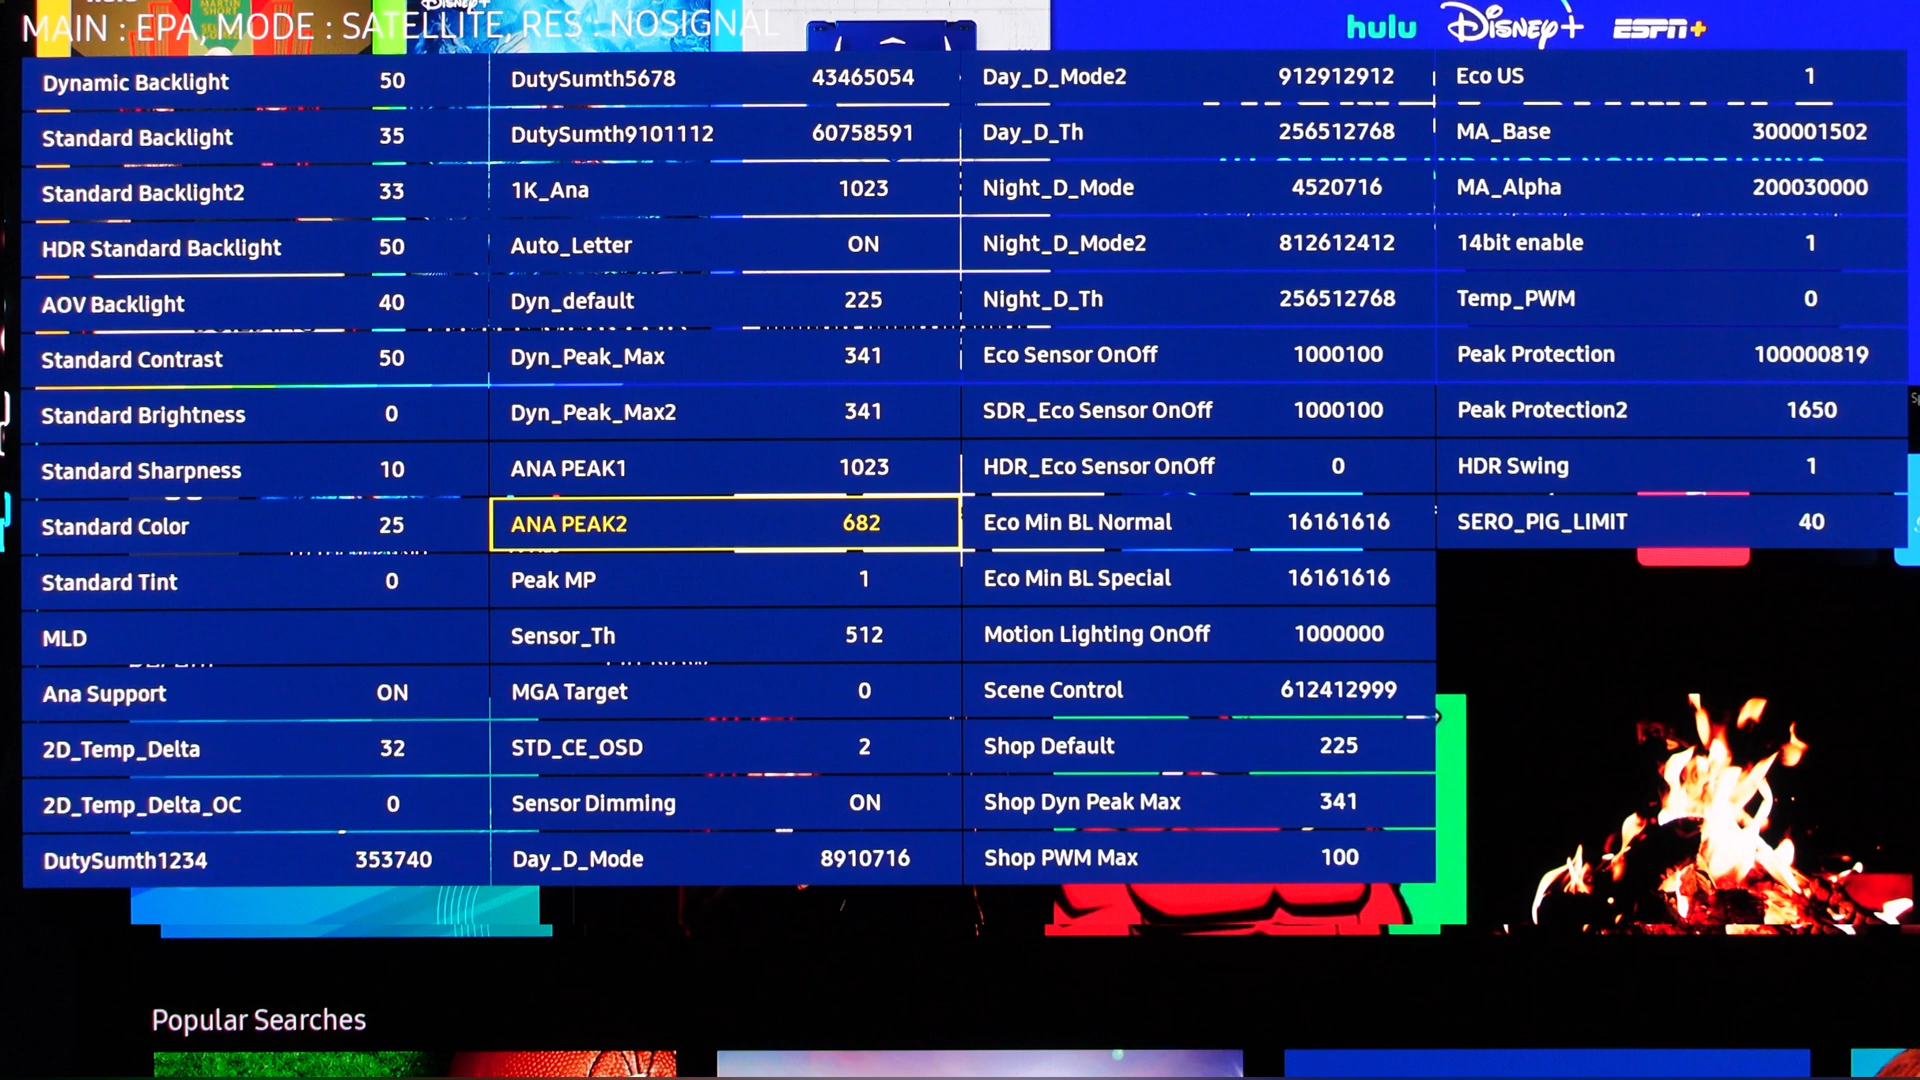 MAIN : EPA, MODE : SATELLITE, RES : NOSIGNAL
MARTIN SHORT
Disney+
hulu Disney+ ESPN+
Dynamic Backlight 50
Standard Backlight 35
Standard Backlight2 33
HDR Standard Backlight 50
AOV Backlight 40
Standard Contrast 50
Standard Brightness 0
Standard Sharpness 10
Standard Color 25
Standard Tint 0
MLD
Ana Support ON
2D_Temp_Delta 32
2D_Temp_Delta_OC 0
DutySumth1234 353740
DutySumth5678 43465054
DutySumth9101112 60758591
1K_Ana 1023
Auto_Letter ON
Dyn_default 225
Dyn_Peak_Max 341
Dyn_Peak_Max2 341
ANA PEAK1 1023
ANA PEAK2 682
Peak MP 1
Sensor_Th 512
MGA Target 0
STD_CE_OSD 2
Sensor Dimming ON
Day_D_Mode 8910716
Day_D_Mode2 912912912
Day_D_Th 256512768
Night_D_Mode 4520716
Night_D_Mode2 812612412
Night_D_Th 256512768
Eco Sensor OnOff 1000100
SDR_Eco Sensor OnOff 1000100
HDR_Eco Sensor OnOff 0
Eco Min BL Normal 16161616
Eco Min BL Special 16161616
Motion Lighting OnOff 1000000
Scene Control 612412999
Shop Default 225
Shop Dyn Peak Max 341
Shop PWM Max 100
Eco US 1
MA_Base 300001502
MA_Alpha 200030000
14bit enable 1
Temp_PWM 0
Peak Protection 100000819
Peak Protection2 1650
HDR Swing 1
SERO_PIG_LIMIT 40
Popular Searches